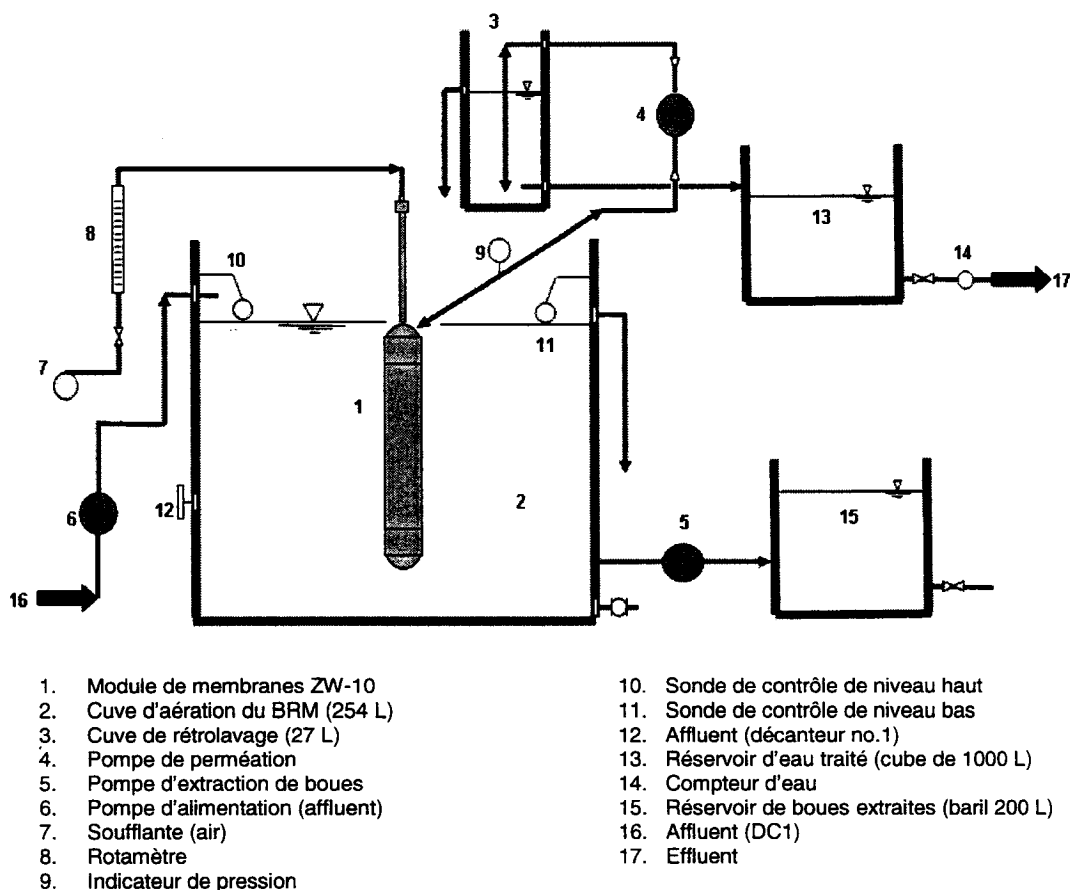 3
4
8
10
9
13
14
17
7
11
1
2
12
6
5
15
16
1. Module de membranes ZW-10
2. Cuve d'aération du BRM (254 L)
3. Cuve de rétrolavage (27 L)
4. Pompe de perméation
5. Pompe d'extraction de boues
6. Pompe d'alimentation (affluent)
7. Soufflante (air)
8. Rotamètre
9. Indicateur de pression
10. Sonde de contrôle de niveau haut
11. Sonde de contrôle de niveau bas
12. Affluent (décanteur no.1)
13. Réservoir d'eau traité (cube de 1000 L)
14. Compteur d'eau
15. Réservoir de boues extraites (baril 200 L)
16. Affluent (DC1)
17. Effluent